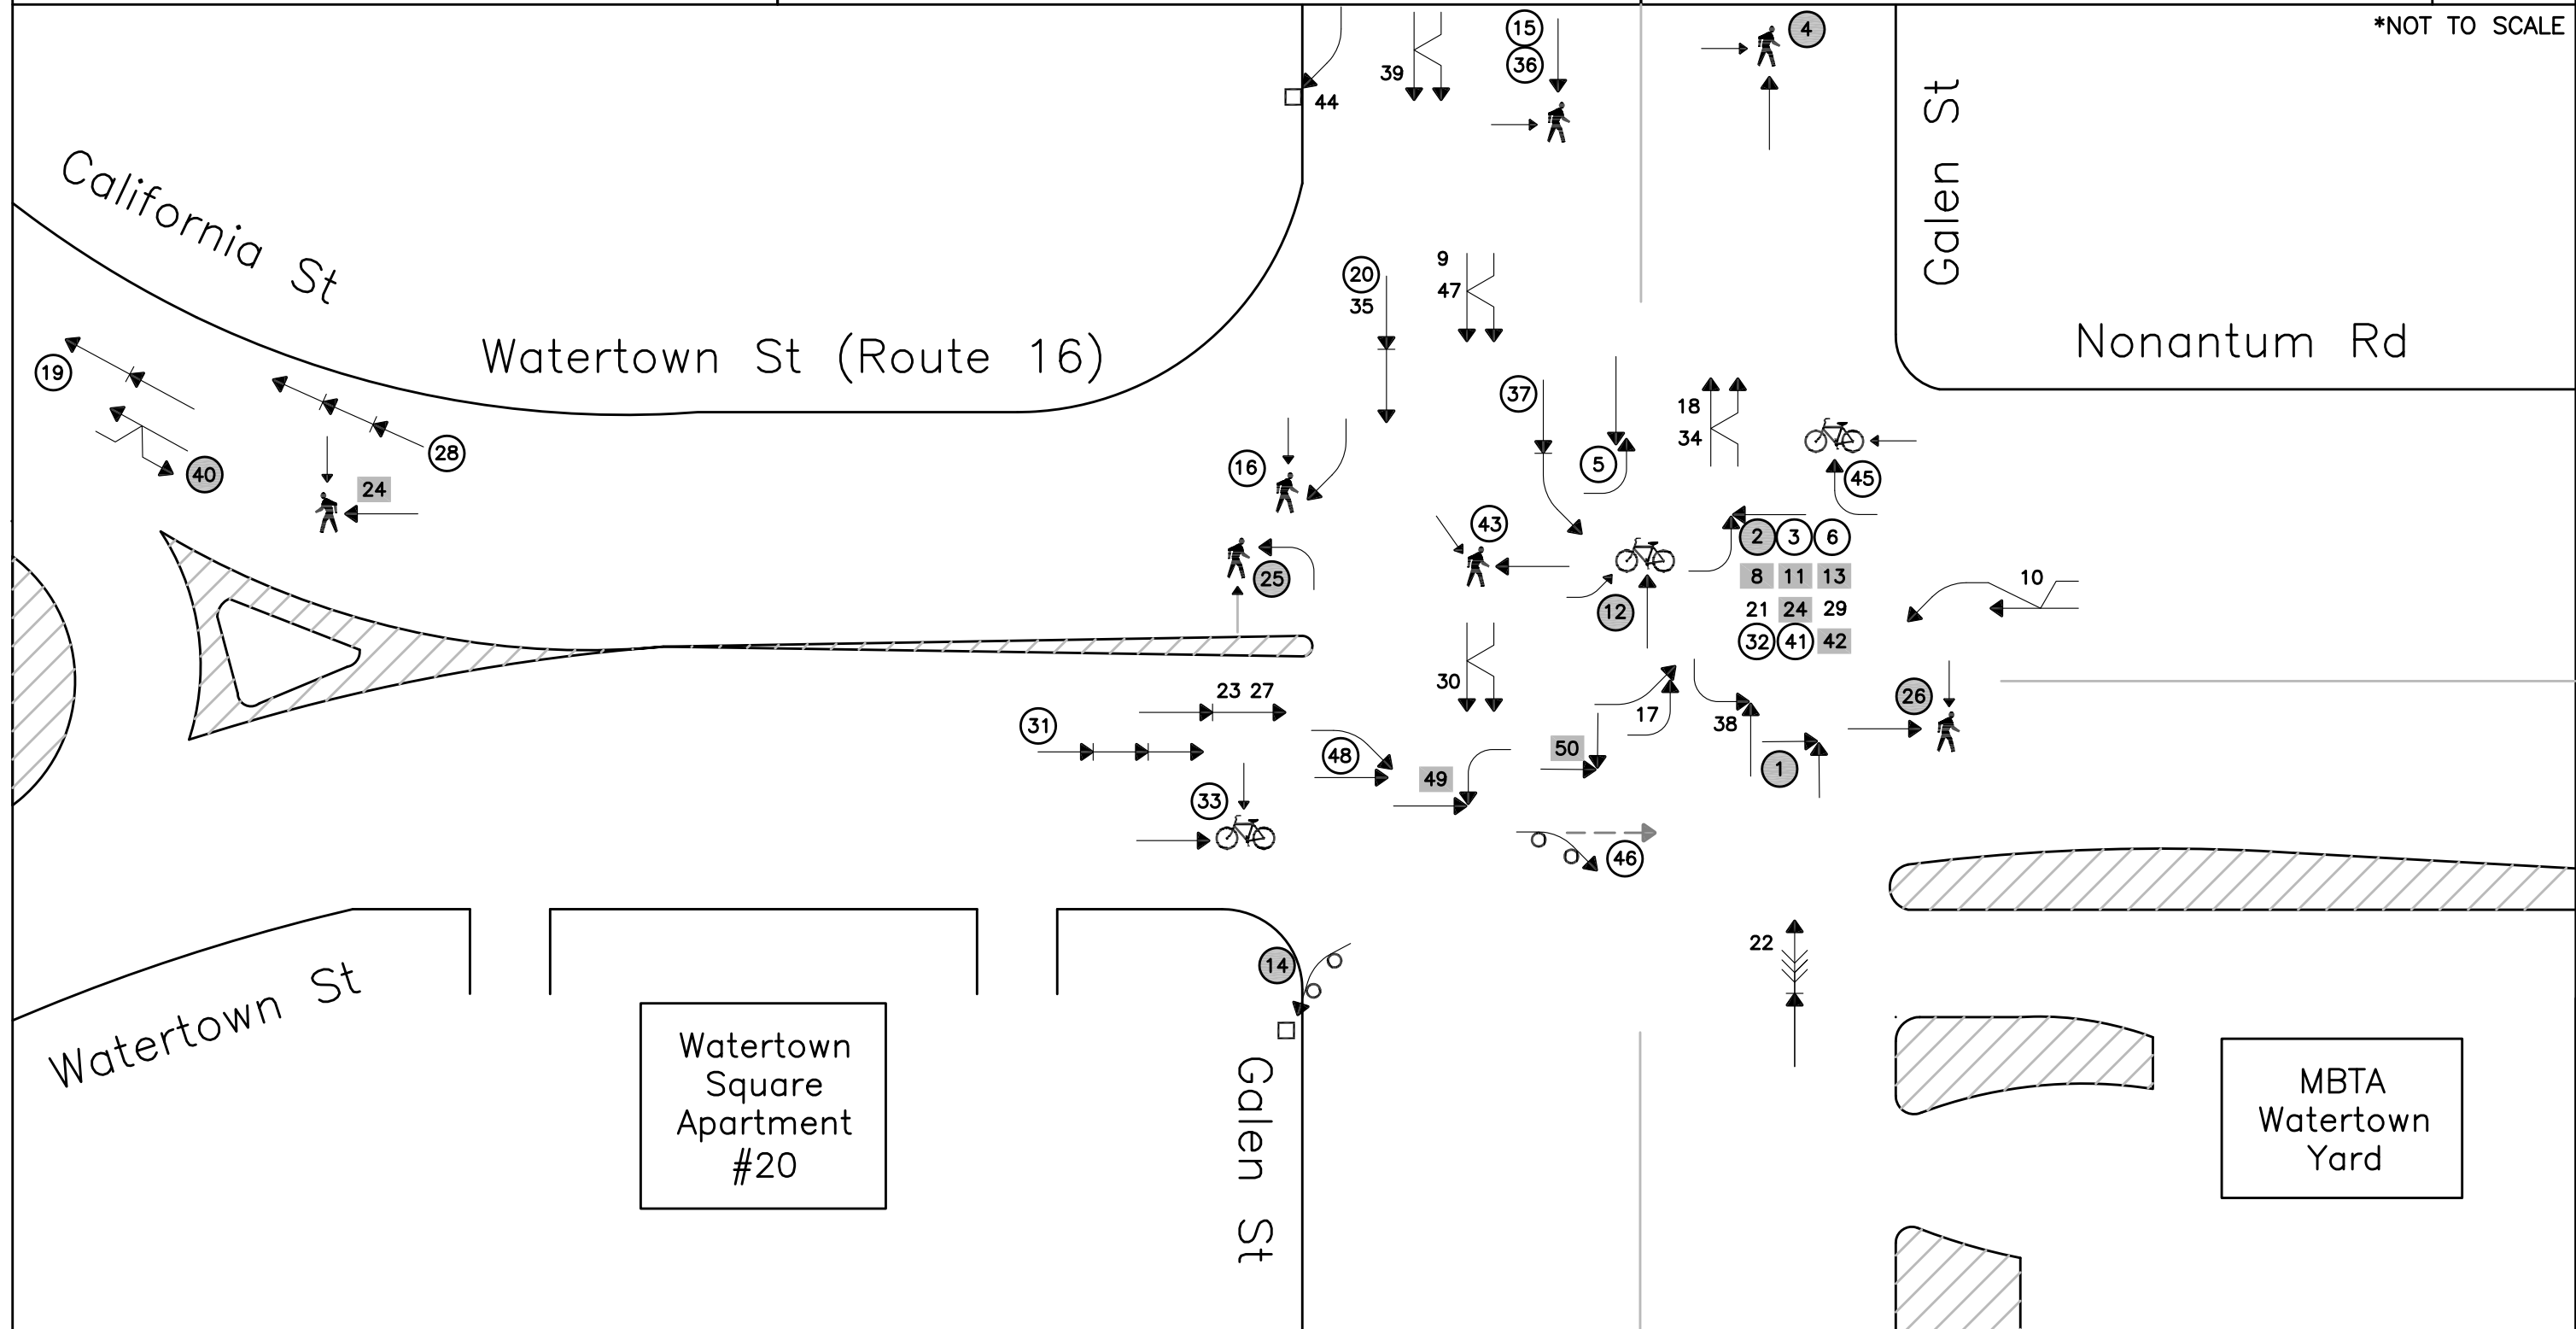 *NOT TO SCALE
15
4
36
39
44
Galen St
California St
9
20
47
35
Watertown St (Route 16)
Nonantum Rd
19
37
18
34
28
5
16
40
45
24
43
2 3 6
25
8 11 13
10
12
21 24 29
32 41 42
30
23 27
26
31
17
38
50
48
1
49
33
46
22
14
Watertown St
Watertown
Square
Apartment
#20
Galen St
MBTA
Watertown
Yard